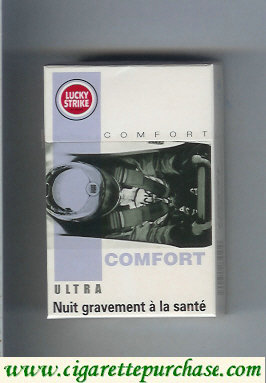 LUCKY
STRIKE
COMFORT
COMFORT
ULTRA
Nuit gravement à la santé
www.cigarettepurchase.com